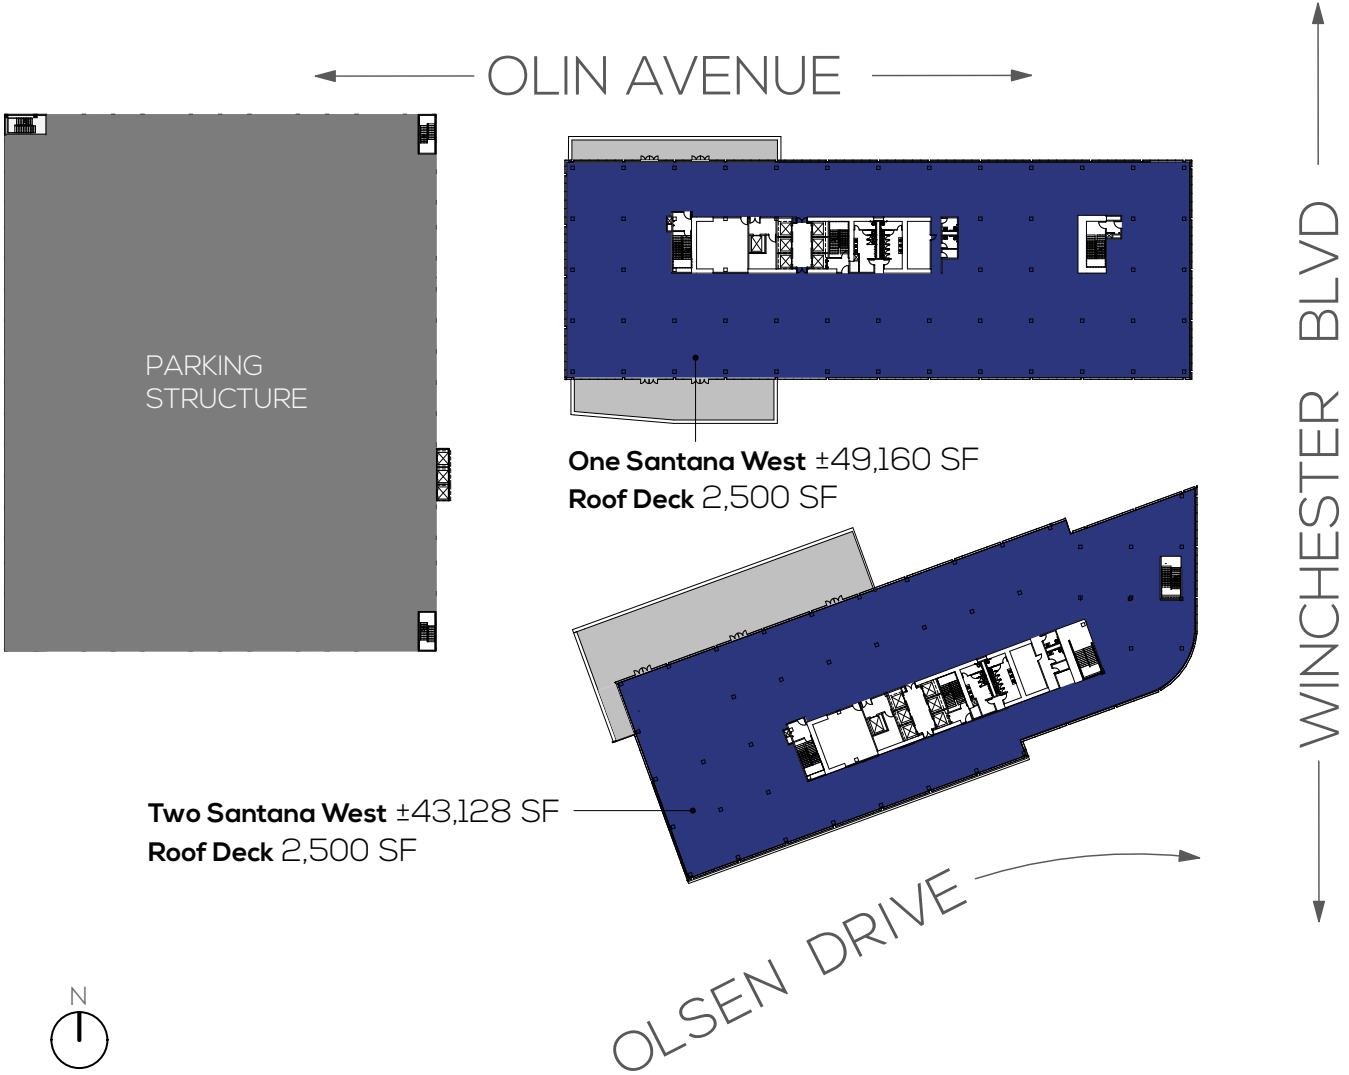 OLIN AVENUE
WINCHESTER BLVD
PARKING
STRUCTURE
One Santana West ±49,160 SF
Roof Deck 2,500 SF
Two Santana West ±43,128 SF
Roof Deck 2,500 SF
OLSEN DRIVE
N